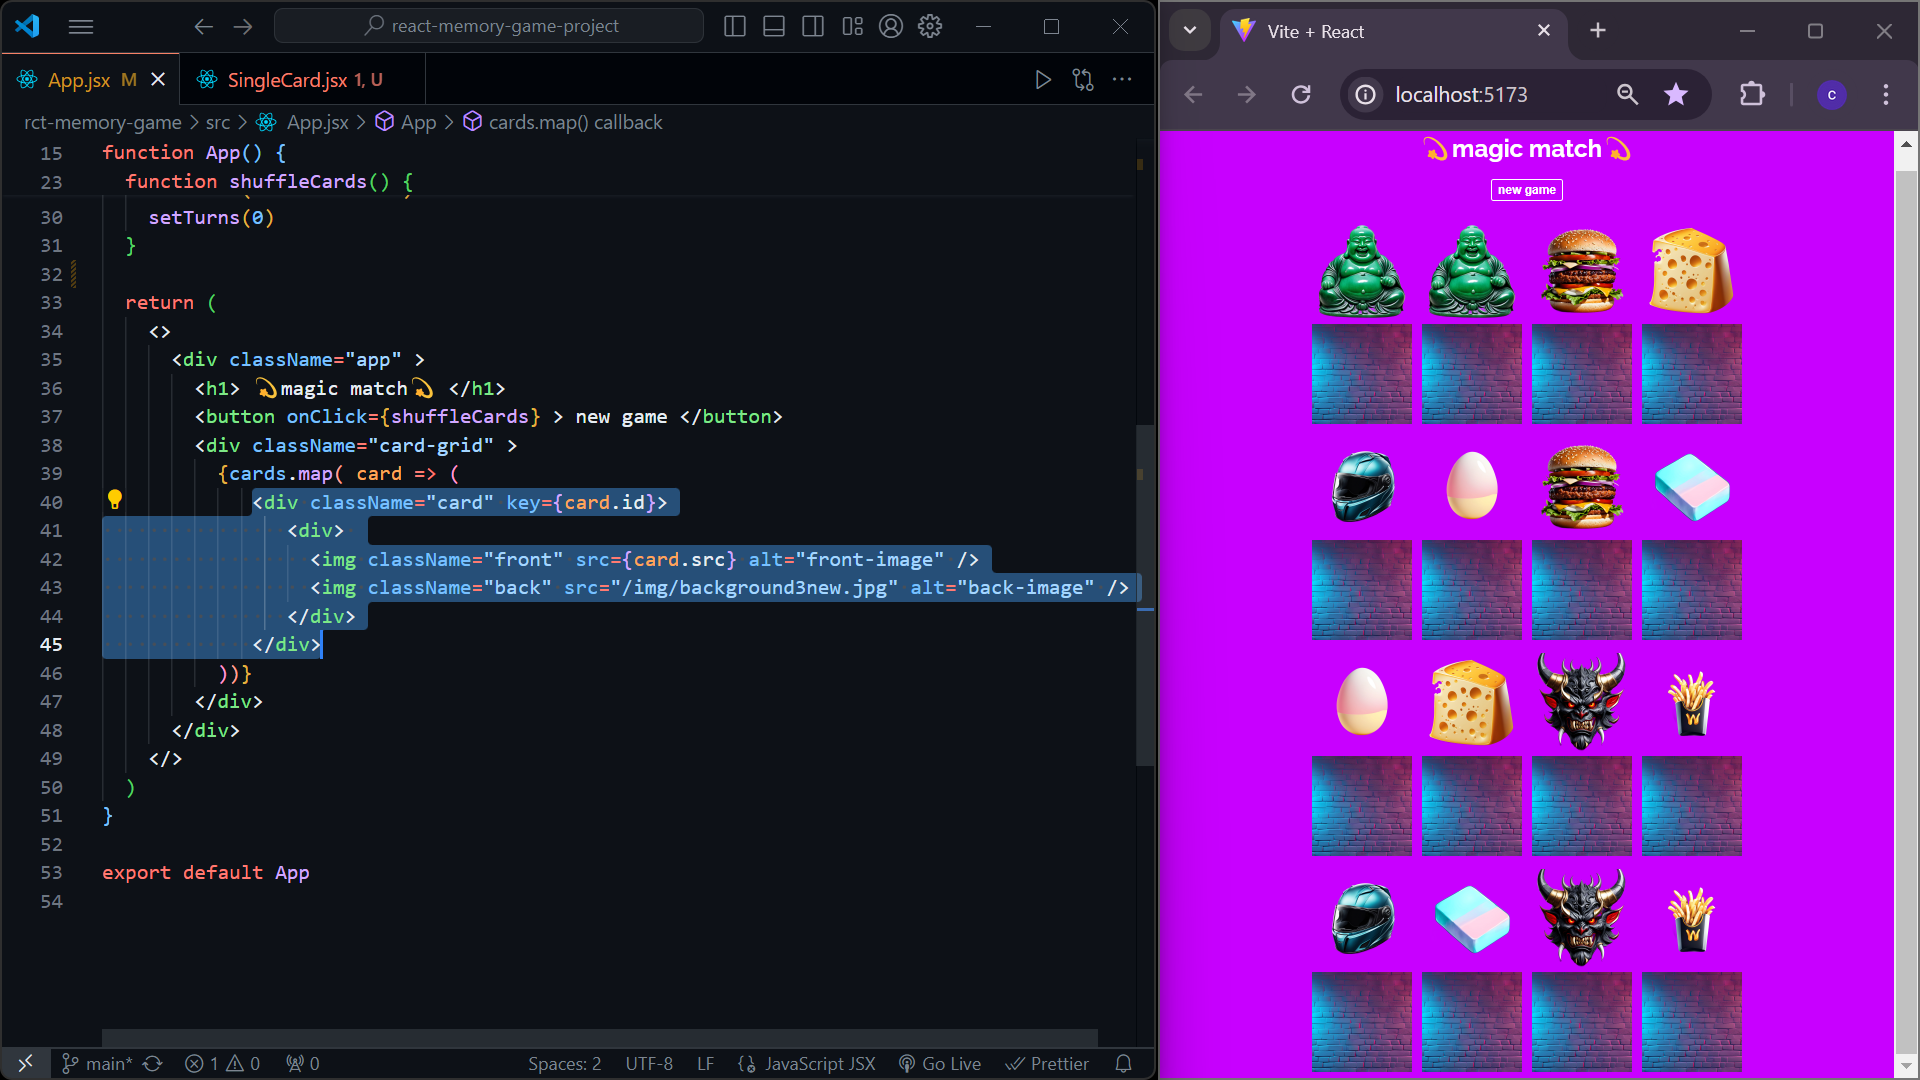 react-memory-game-project
App.jsx M
SingleCard.jsx 1, U
rct-memory-game > src > App.jsx > App > cards.map() callback
15 function App() {
23 function shuffleCards() {
30 setTurns(0)
31 }
32
33 return (
34 <>
35 <div className="app" >
36 <h1> 💫magic match💫 </h1>
37 <button onClick={shuffleCards} > new game </button>
38 <div className="card-grid" >
39 {cards.map( card => (
40 <div className="card" key={card.id}>
41 <div>
42 <img className="front" src={card.src} alt="front-image" />
43 <img className="back" src="/img/background3new.jpg" alt="back-image" />
44 </div>
45 </div>
46 ))}
47 </div>
48 </div>
49 </>
50 )
51 }
52
53 export default App
54
main* 1 0 0 Spaces: 2 UTF-8 LF JavaScript JSX Go Live Prettier
Vite + React
localhost:5173
c
💫magic match💫
new game
W
W